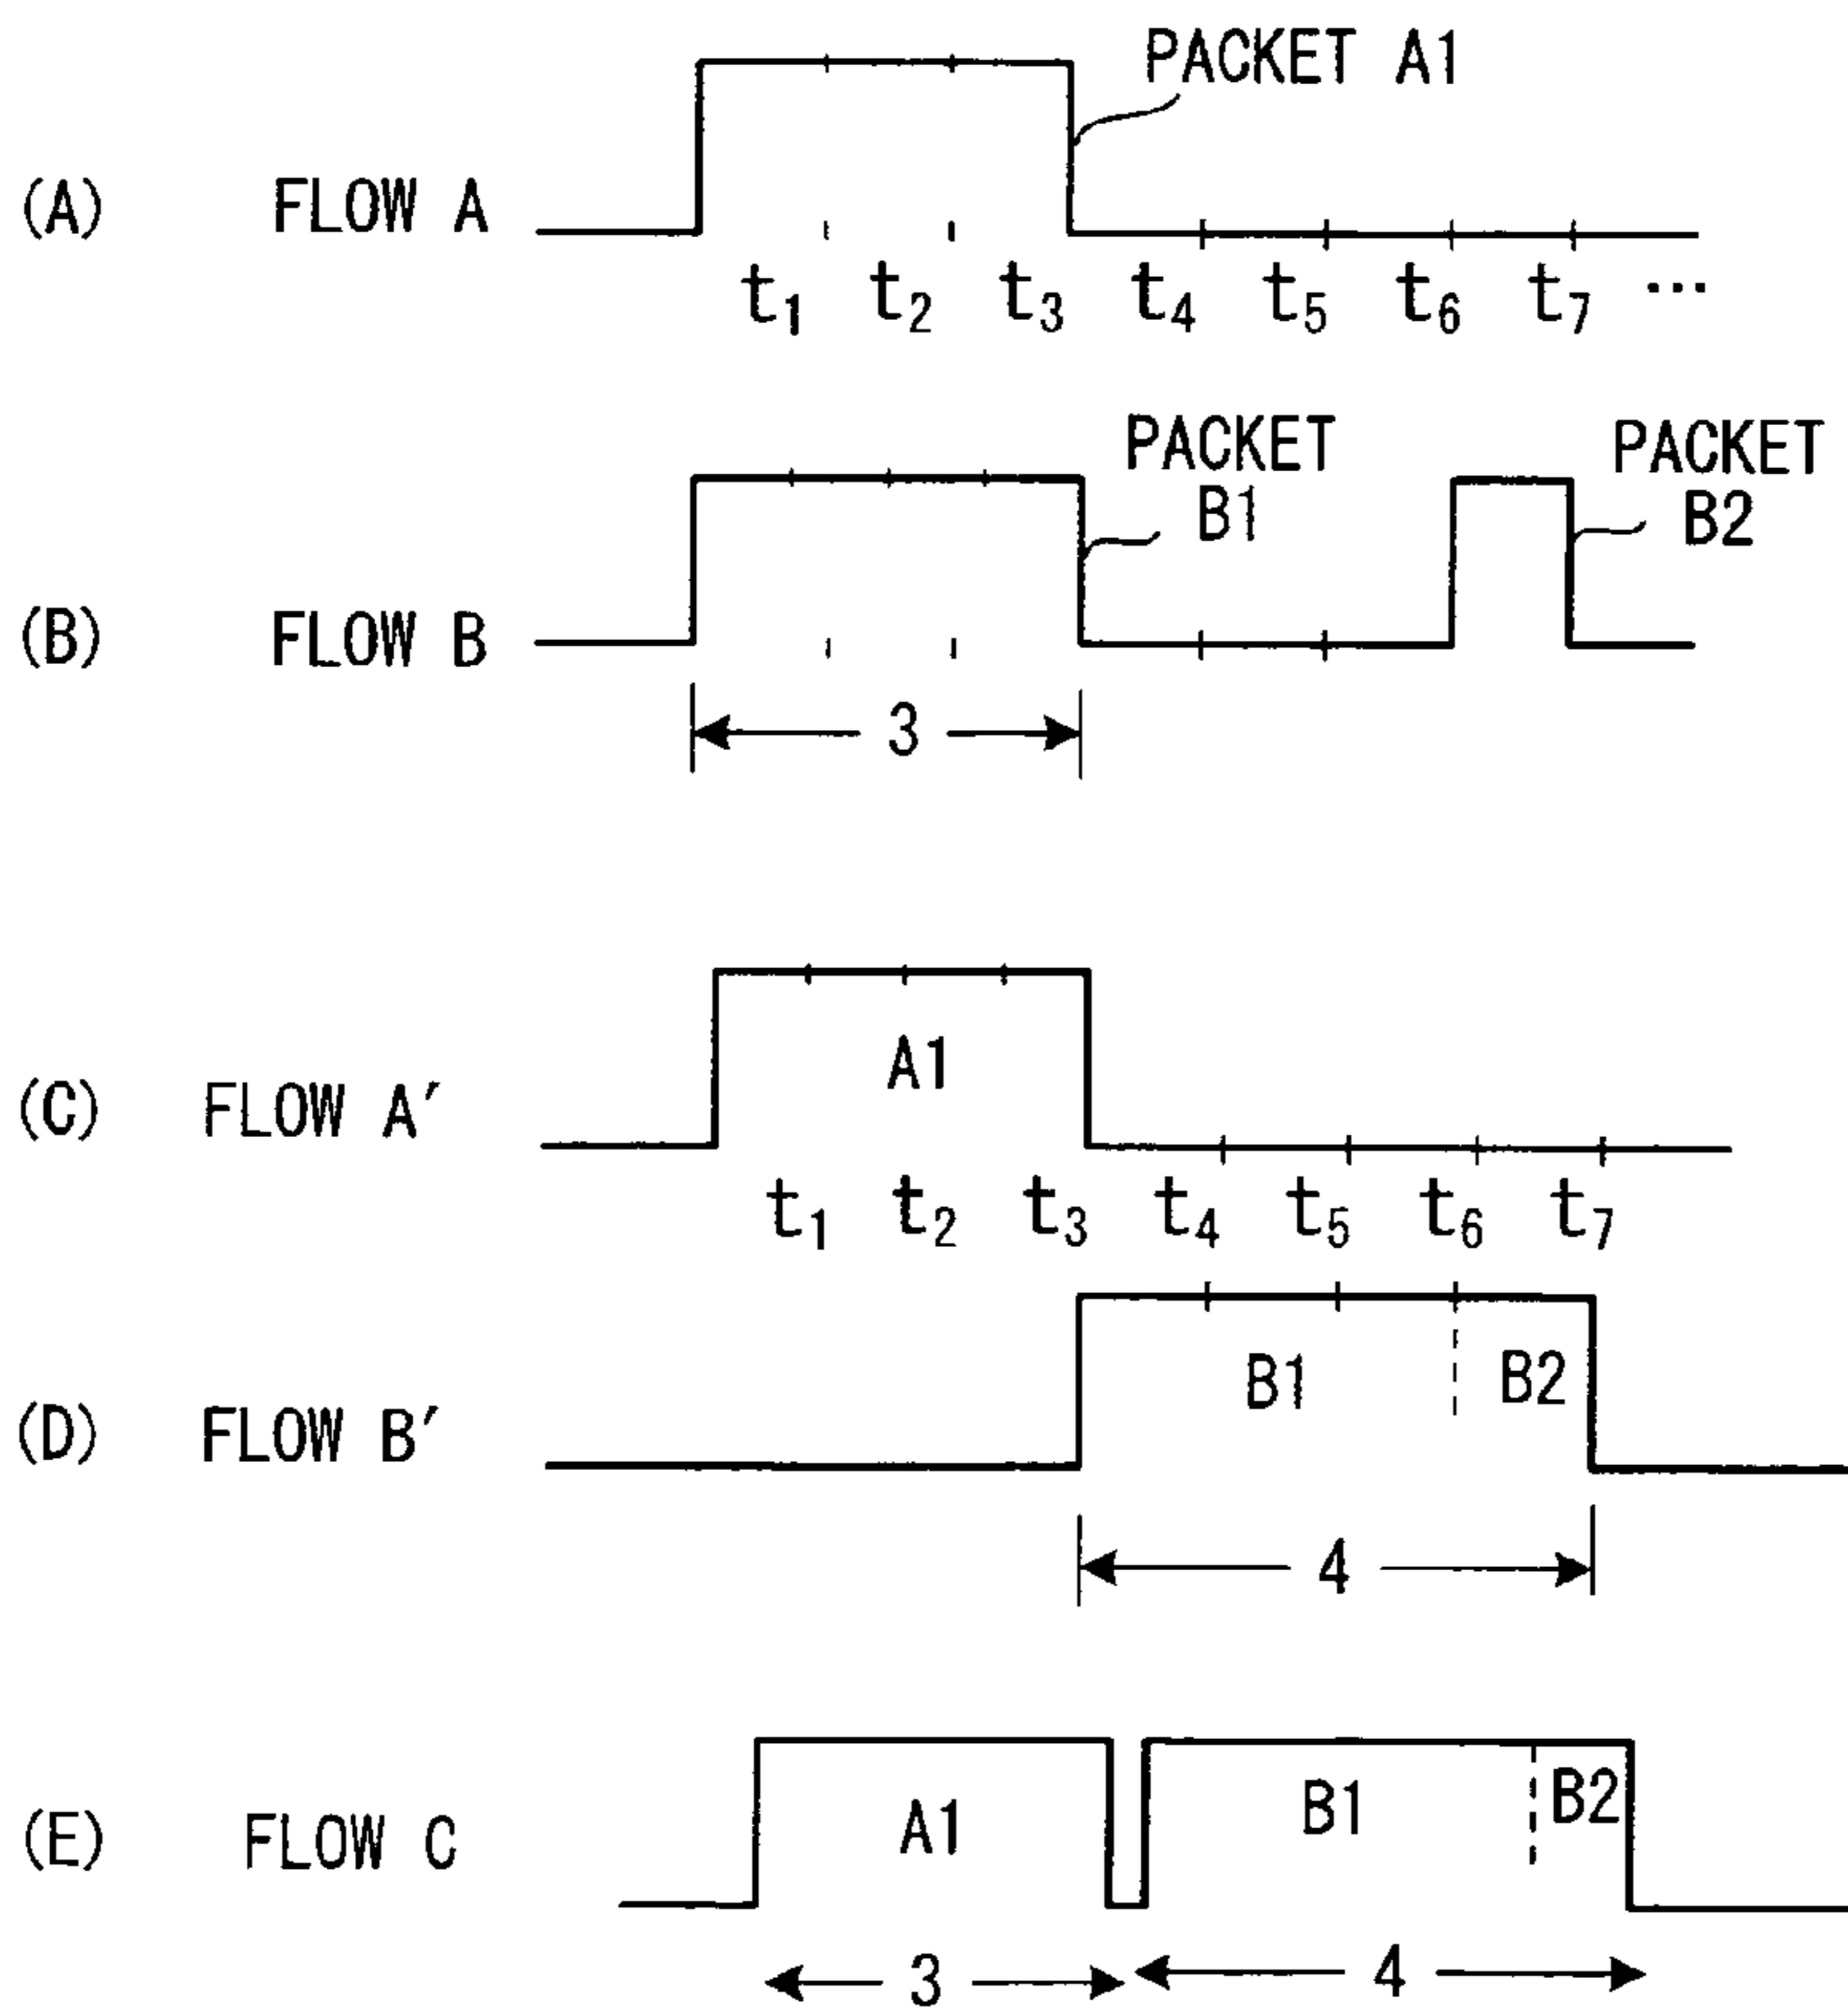 PACKET A1
(A) FLOW A
t1 t2 t3 t4 t5 t6 t7 ...
PACKET B1
PACKET B2
(B) FLOW B
3
A1
(C) FLOW A′
t1 t2 t3 t4 t5 t6 t7
B1 B2
(D) FLOW B′
4
A1 B1 B2
(E) FLOW C
3 4